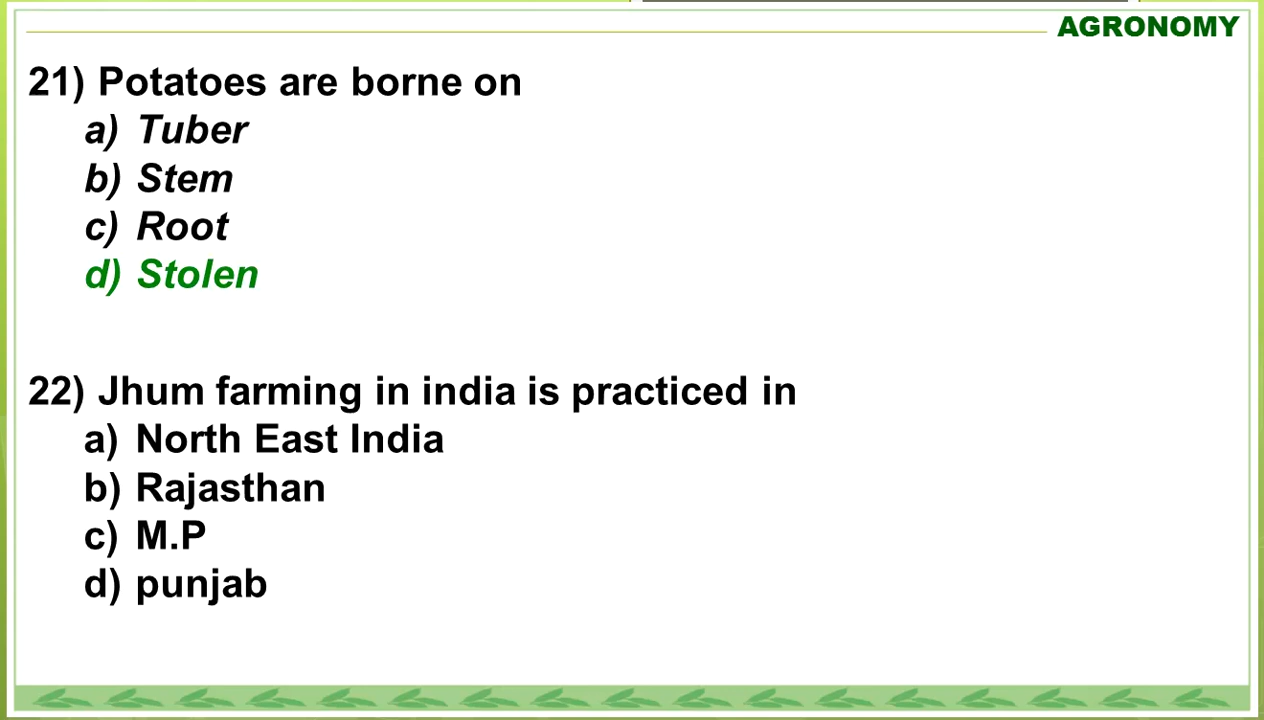 AGRONOMY
21) Potatoes are borne on
a) Tuber
b) Stem
c) Root
d) Stolen
22) Jhum farming in india is practiced in
a) North East India
b) Rajasthan
c) M.P
d) punjab